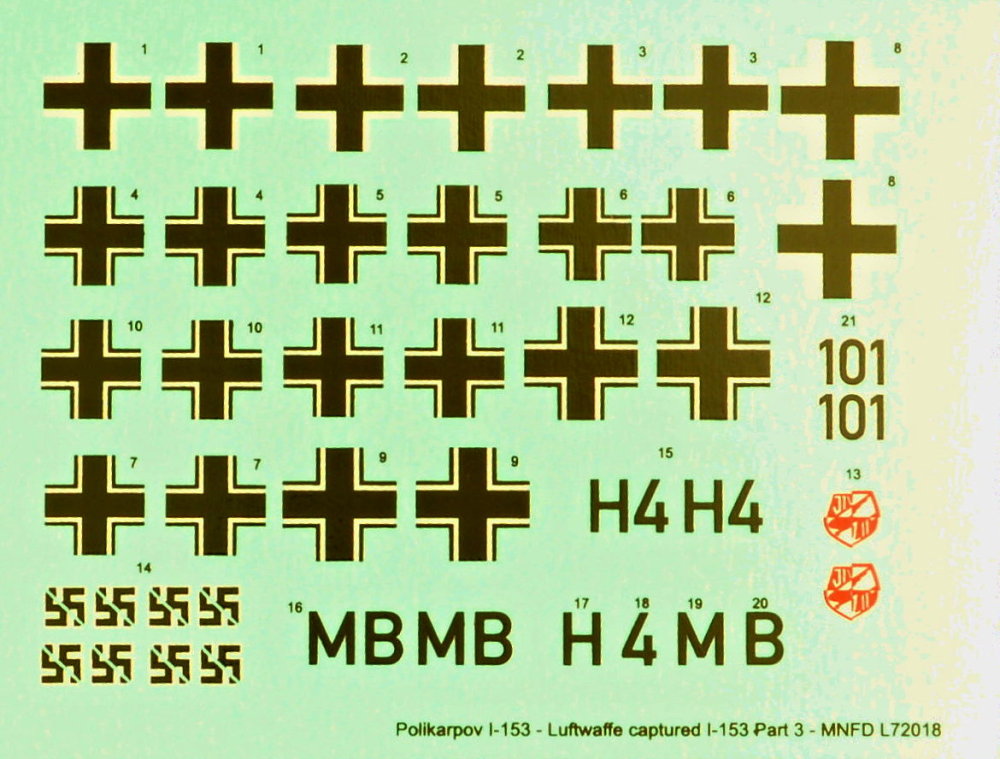 1 1 2 2 3 3 8
4 4 5 5 6 6 8
10 10 11 11 12 12
21
101
101
7 7 9 9
15
H4 H4
13
14
16
MB MB
17 18 19 20
H 4 M B
Polikarpov I-153 - Luftwaffe captured I-153 Part 3 - MNFD L72018